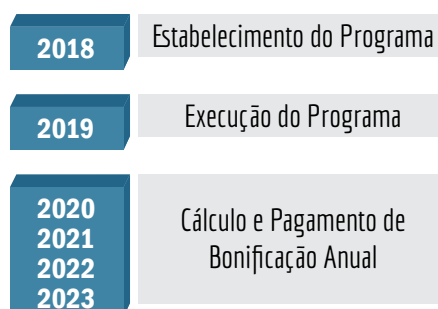 2018
Estabelecimento do Programa
2019
Execução do Programa
2020
2021
2022
2023
Cálculo e Pagamento de
Bonificação Anual